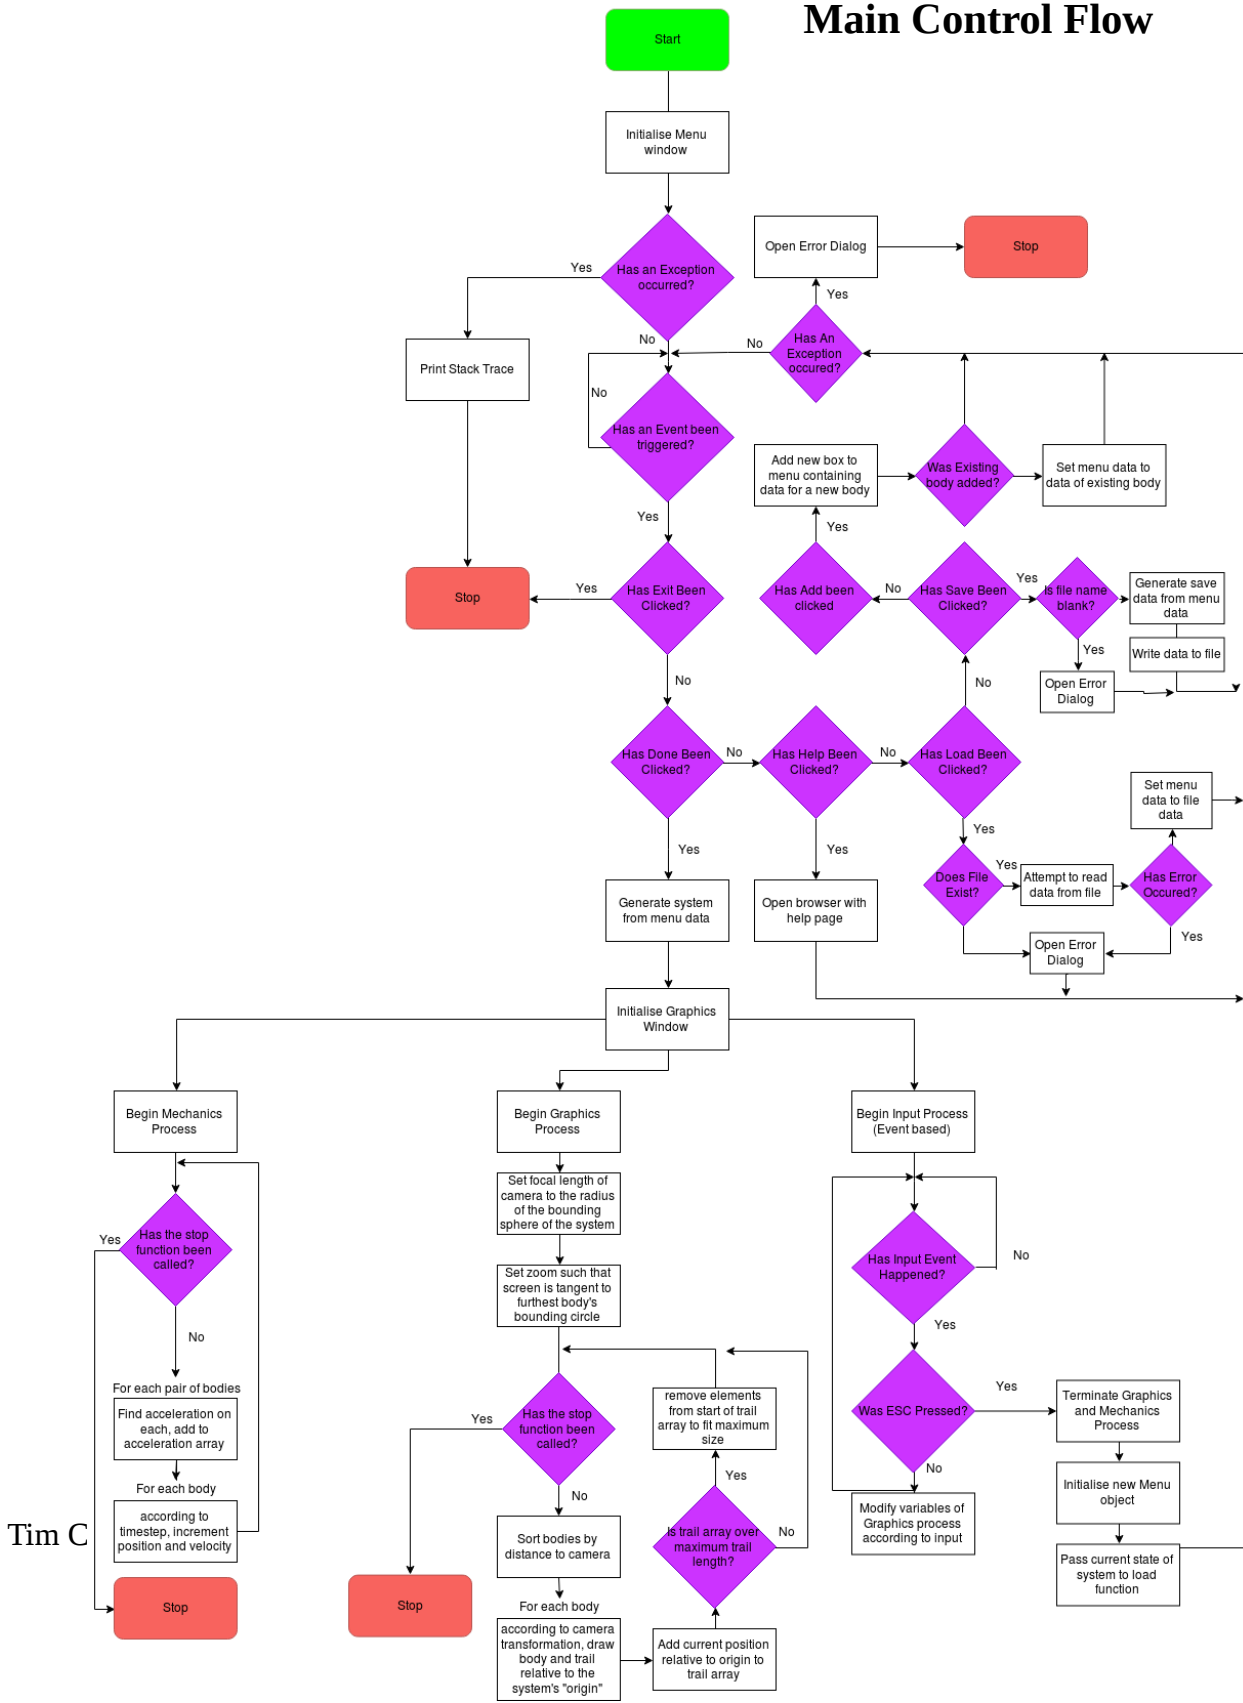 Main Control Flow
Start
Initialise Menu
window
Has an Exception
occurred?
Yes
No
Print Stack Trace
Open Error Dialog
Stop
Yes
Has An
Exception
occured?
No
No
Has an Event been
triggered?
Yes
Add new box to
menu containing
data for a new body
Was Existing
body added?
Set menu data to
data of existing body
Yes
Stop
Yes
Has Exit Been
Clicked?
No
Has Add been
clicked
No
Has Save Been
Clicked?
Yes
Is file name
blank?
Generate save
data from menu
data
Yes
Write data to file
Open Error
Dialog
No
Has Done Been
Clicked?
No
Has Help Been
Clicked?
No
Has Load Been
Clicked?
Yes
Yes
Yes
Set menu
data to file
data
Does File
Exist?
Yes
Attempt to read
data from file
Has Error
Occured?
Yes
Open Error
Dialog
Generate system
from menu data
Open browser with
help page
Initialise Graphics
Window
Begin Mechanics
Process
Has the stop
function been
called?
Yes
No
For each pair of bodies
Find acceleration on
each, add to
acceleration array
For each body
according to
timestep, increment
position and velocity
Tim C
Stop
Begin Graphics
Process
Set focal length of
camera to the radius
of the bounding
sphere of the system
Set zoom such that
screen is tangent to
furthest body's
bounding circle
Has the stop
function been
called?
Yes
No
Stop
Sort bodies by
distance to camera
For each body
according to camera
transformation, draw
body and trail
relative to the
system's "origin"
Add current position
relative to origin to
trail array
Is trail array over
maximum trail
length?
Yes
No
remove elements
from start of trail
array to fit maximum
size
Begin Input Process
(Event based)
Has Input Event
Happened?
No
Yes
Was ESC Pressed?
Yes
No
Modify variables of
Graphics process
according to input
Terminate Graphics
and Mechanics
Process
Initialise new Menu
object
Pass current state of
system to load
function